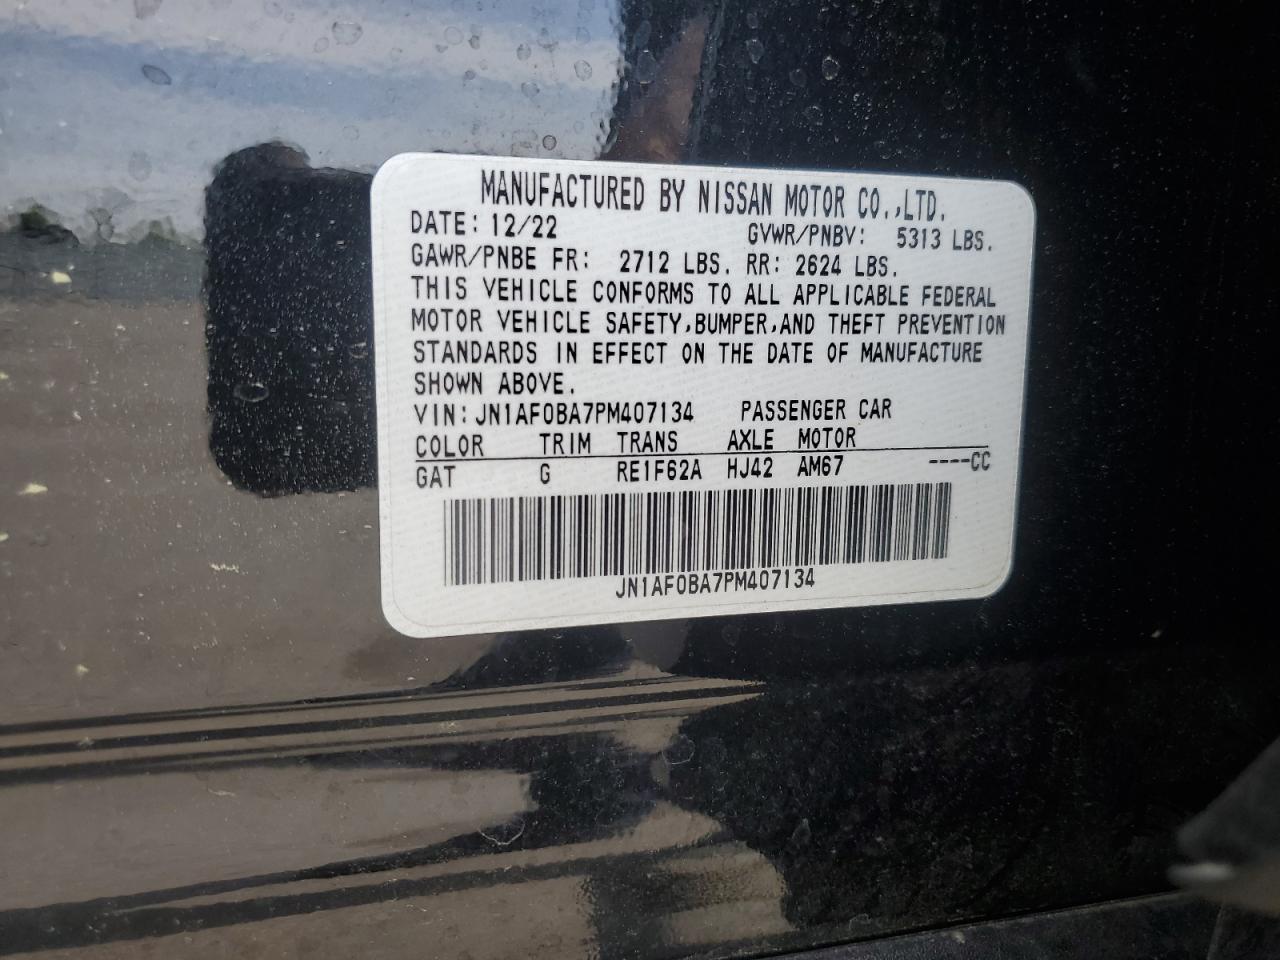 MANUFACTURED BY NISSAN MOTOR CO.,LTD.
DATE: 12/22 GVWR/PNBV: 5313 LBS.
GAWR/PNBE FR: 2712 LBS. RR: 2624 LBS.
THIS VEHICLE CONFORMS TO ALL APPLICABLE FEDERAL
MOTOR VEHICLE SAFETY,BUMPER,AND THEFT PREVENTION
STANDARDS IN EFFECT ON THE DATE OF MANUFACTURE
SHOWN ABOVE.
VIN: JN1AF0BA7PM407134 PASSENGER CAR
COLOR TRIM TRANS AXLE MOTOR
GAT G RE1F62A HJ42 AM67 ----CC
JN1AF0BA7PM407134